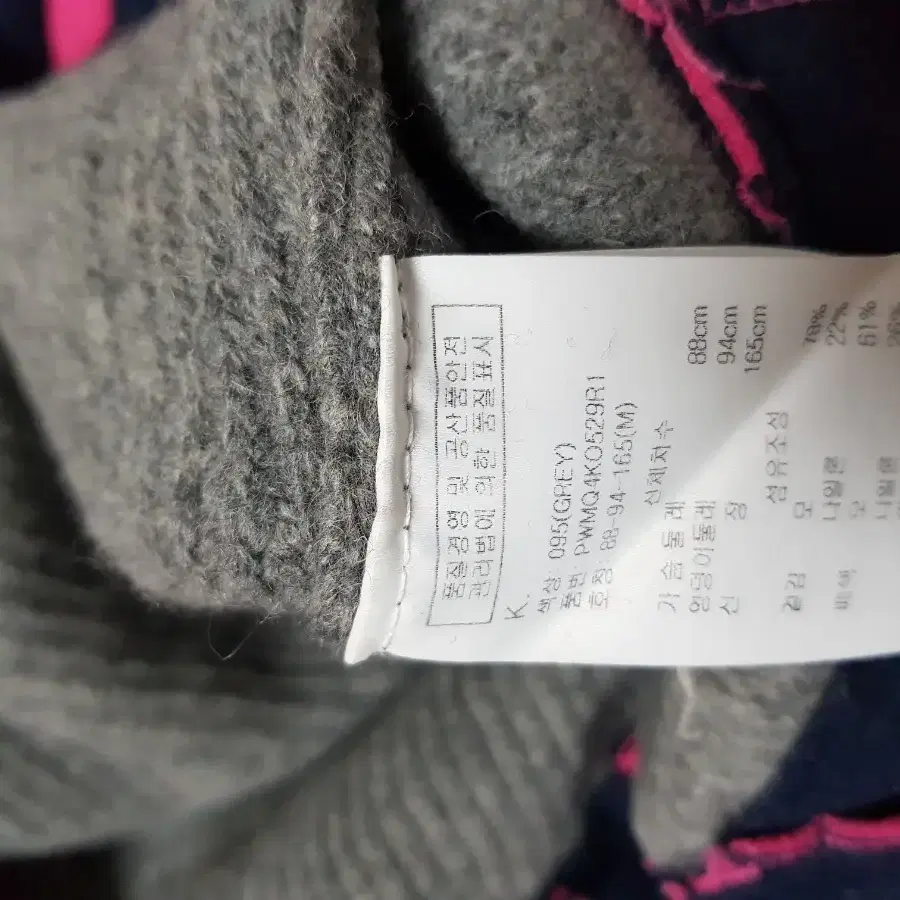 품질경영 및 공산품안전
관리법에 의한 품질표시
K.
색상: 095(GREY)
품번: PWMQ4KO529R1
호칭: 88-94-165(M)
신체치수
가슴둘레 88cm
엉덩이둘레 94cm
신장 165cm
섬유조성
겉감 모 78%
나일론 22%
배색 모 61%
나일론